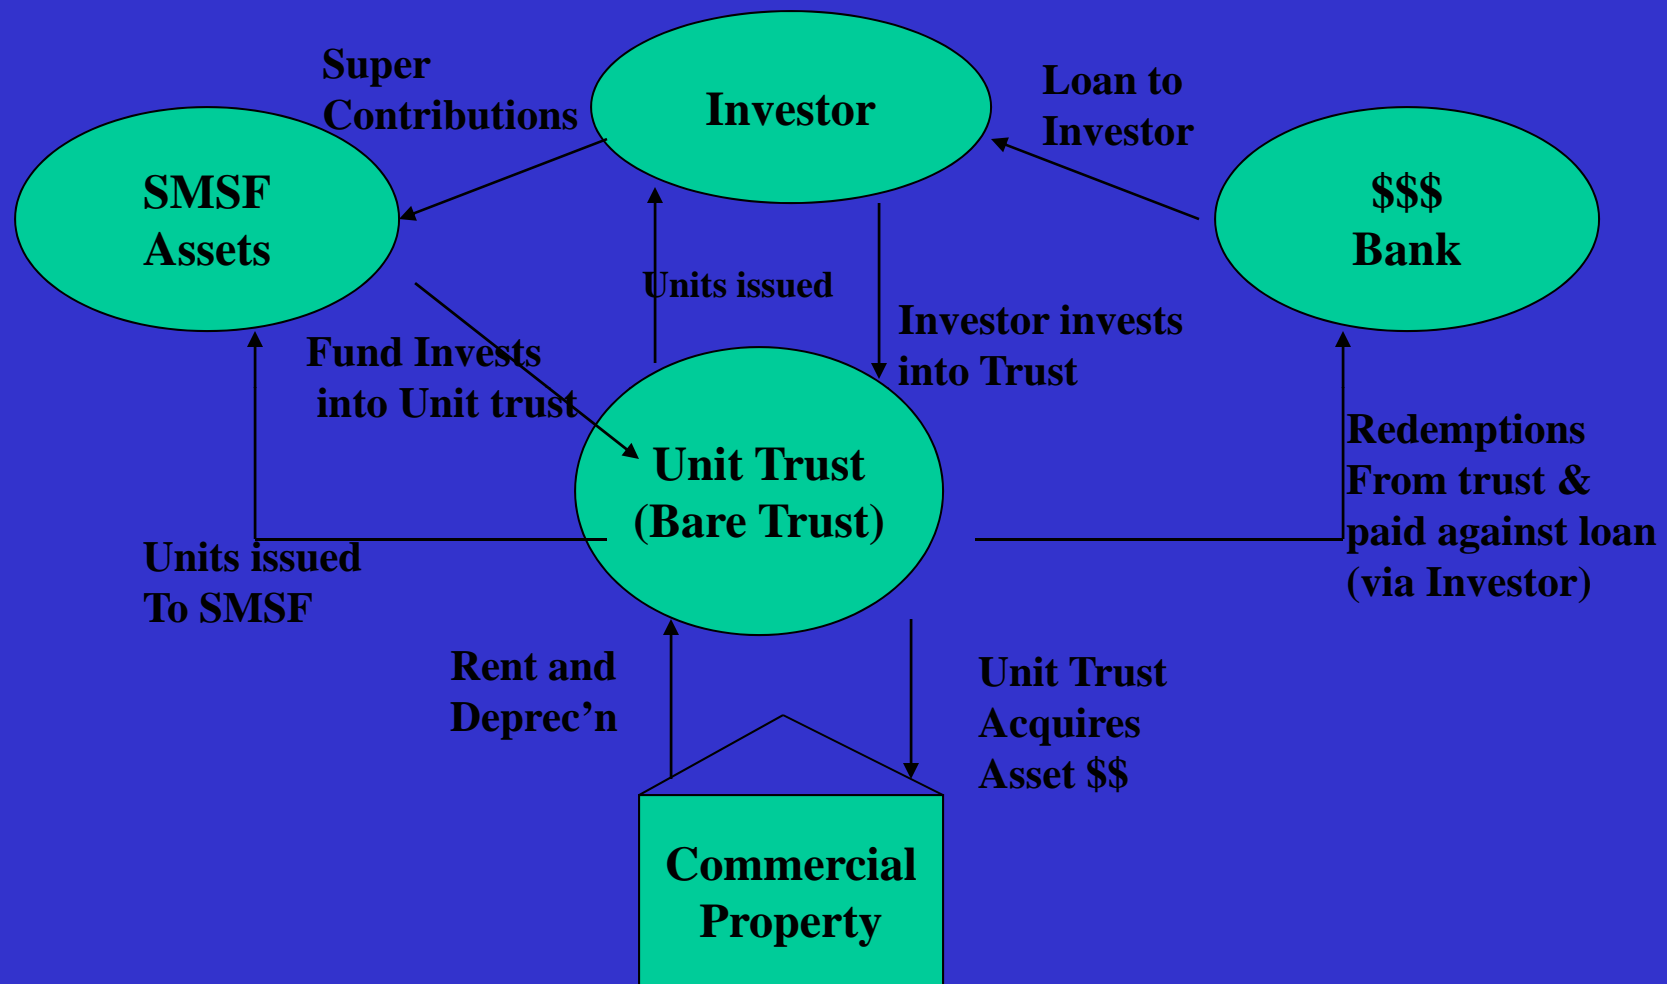 Super
Contributions
Investor
Loan to
Investor
SMSF
Assets
$$$
Bank
Units issued
Investor invests
into Trust
Fund Invests
into Unit trust
Unit Trust
(Bare Trust)
Redemptions
From trust &
paid against loan
(via Investor)
Units issued
To SMSF
Rent and
Deprec’n
Unit Trust
Acquires
Asset $$
Commercial
Property